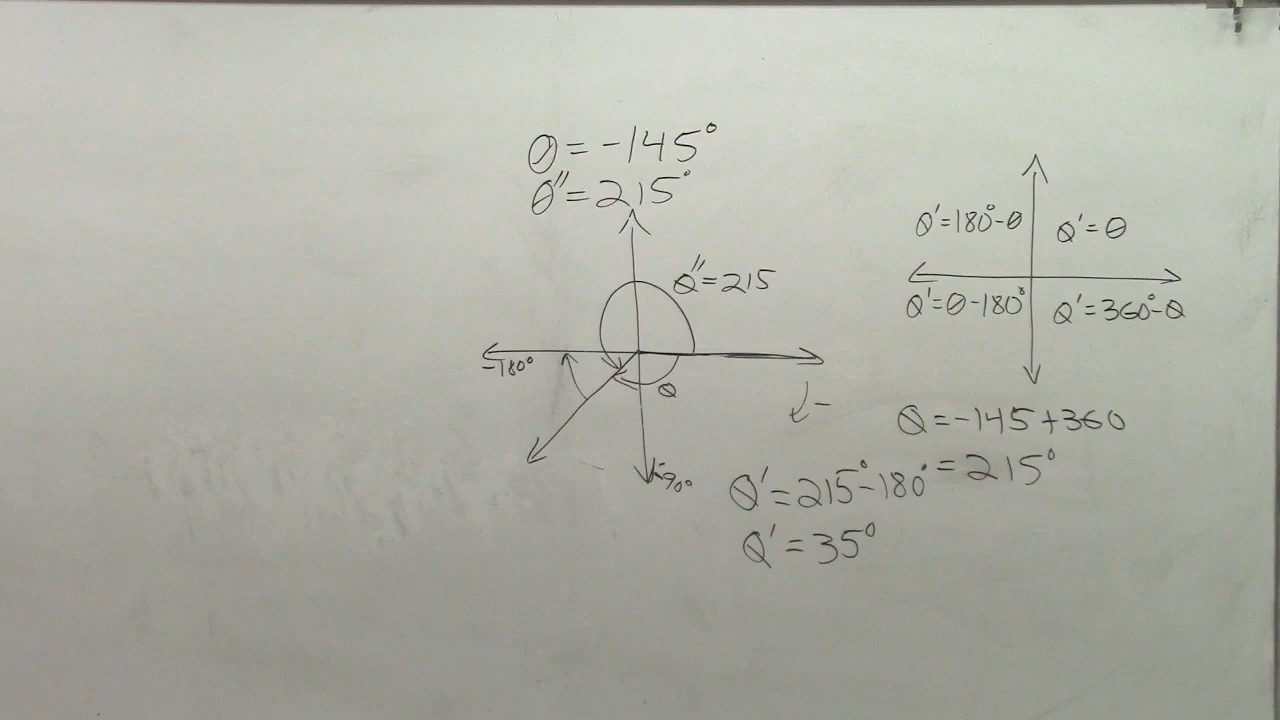 θ = -145°
θ'' = 215°
θ'' = 215
-180°
θ
-90°
-
θ' = 180° - θ
θ' = θ
θ' = θ - 180°
θ' = 360° - θ
θ = -145 + 360
= 215°
θ' = 215° - 180°
θ' = 35°